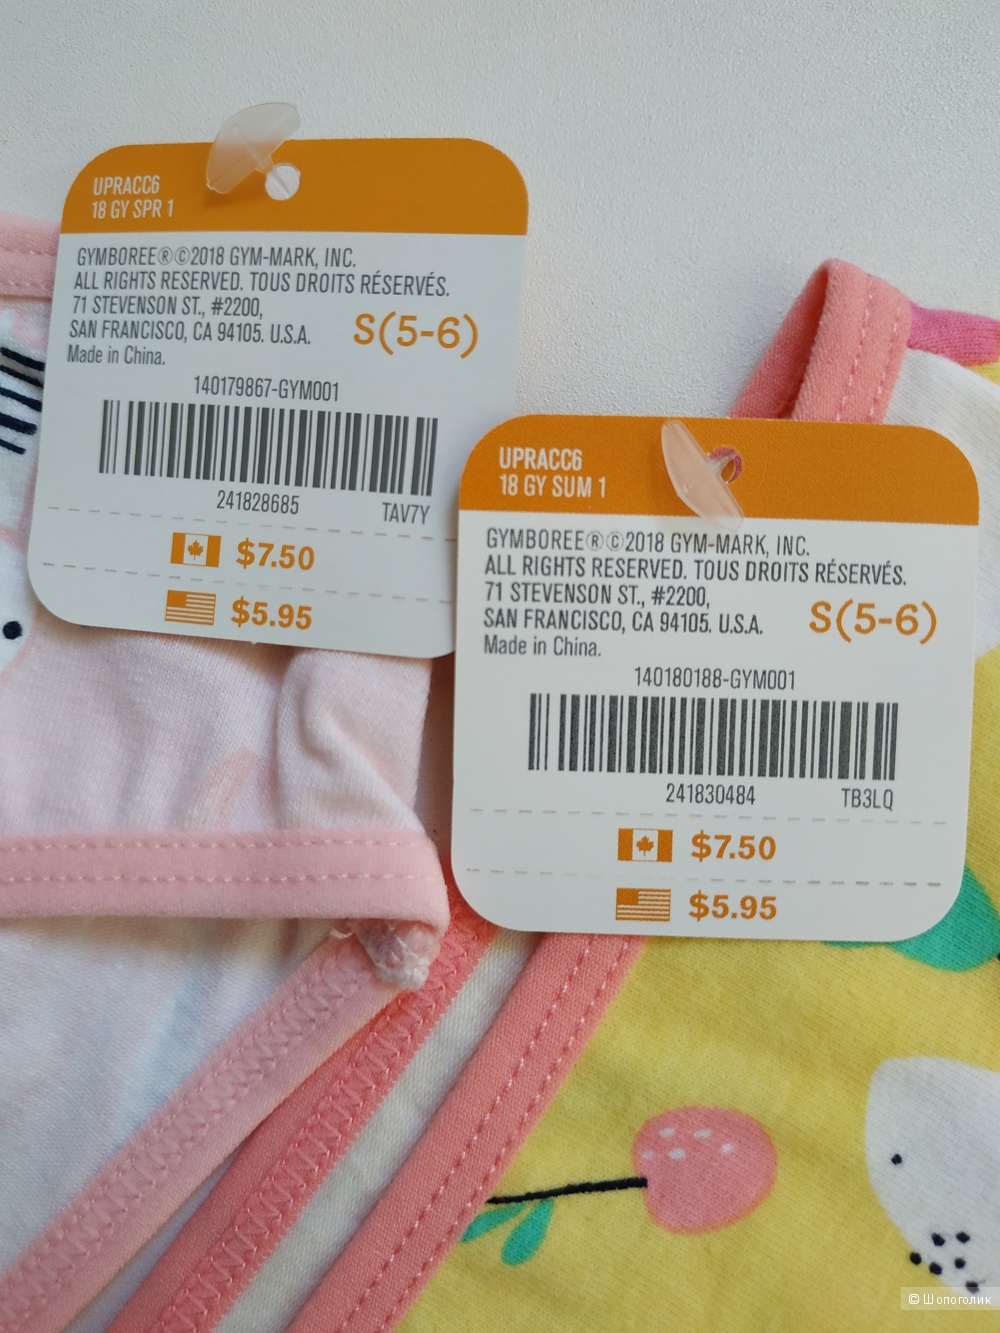 UPRACC6
18 GY SPR 1
GYMBOREE®©2018 GYM-MARK, INC.
ALL RIGHTS RESERVED. TOUS DROITS RÉSERVÉS.
71 STEVENSON ST., #2200,
SAN FRANCISCO, CA 94105. U.S.A.
S(5-6)
Made in China.
140179867-GYM001
241828685
TAV7Y
$7.50
$5.95
UPRACC6
18 GY SUM 1
GYMBOREE®©2018 GYM-MARK, INC.
ALL RIGHTS RESERVED. TOUS DROITS RÉSERVÉS.
71 STEVENSON ST., #2200,
SAN FRANCISCO, CA 94105. U.S.A.
S(5-6)
Made in China.
140180188-GYM001
241830484
TB3LQ
$7.50
$5.95
© Шопоголик